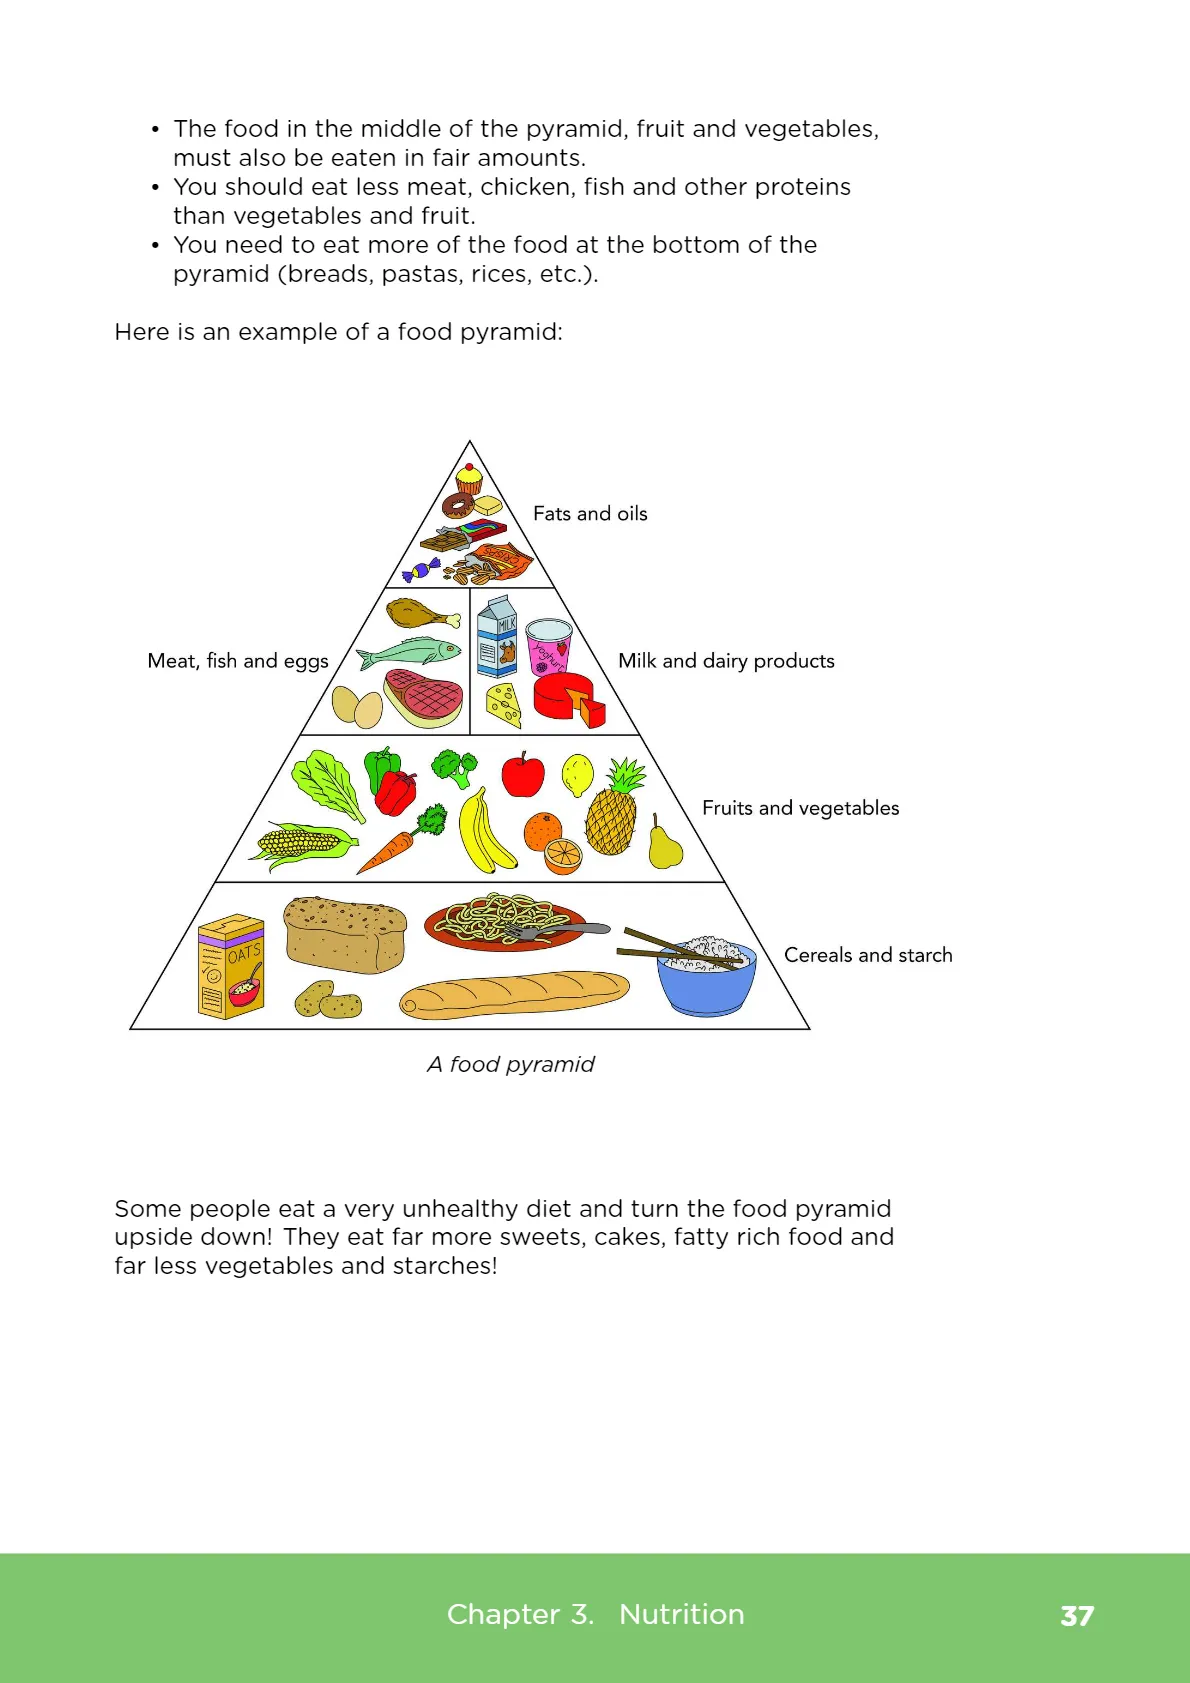 • The food in the middle of the pyramid, fruit and vegetables,
must also be eaten in fair amounts.
• You should eat less meat, chicken, fish and other proteins
than vegetables and fruit.
• You need to eat more of the food at the bottom of the
pyramid (breads, pastas, rices, etc.).
Here is an example of a food pyramid:
Fats and oils
CRISPS
Meat, fish and eggs
MILK
Yoghurt
Milk and dairy products
Fruits and vegetables
OATS
Cereals and starch
A food pyramid
Some people eat a very unhealthy diet and turn the food pyramid
upside down! They eat far more sweets, cakes, fatty rich food and
far less vegetables and starches!
Chapter 3. Nutrition
37